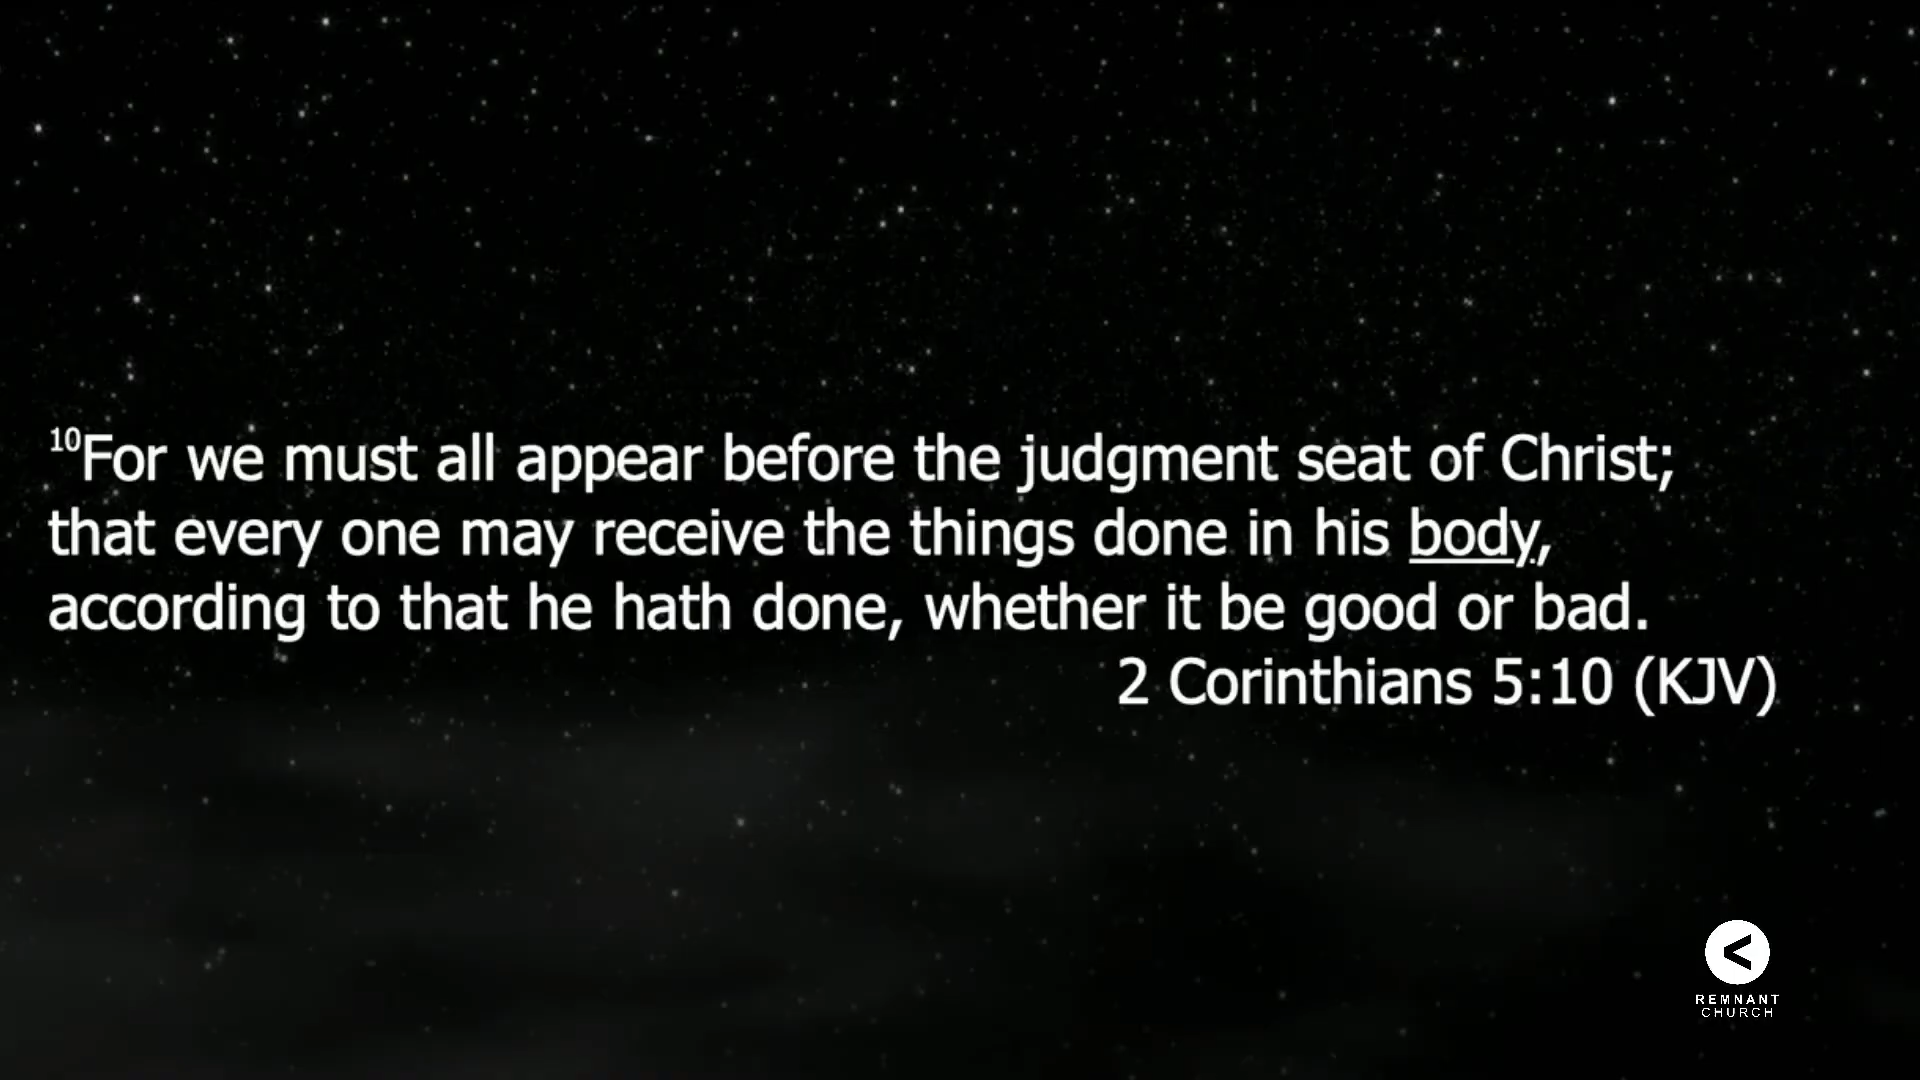 ¹⁰For we must all appear before the judgment seat of Christ;
that every one may receive the things done in his body,
according to that he hath done, whether it be good or bad.
2 Corinthians 5:10 (KJV)
REMNANT
CHURCH